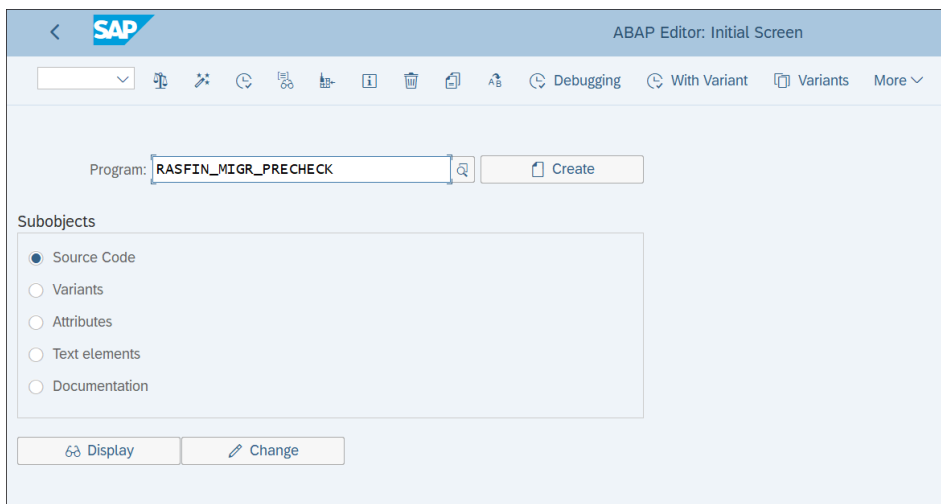 SAP
ABAP Editor: Initial Screen
Debugging
With Variant
Variants
More
Program: RASFIN_MIGR_PRECHECK
Create
Subobjects
Source Code
Variants
Attributes
Text elements
Documentation
Display
Change